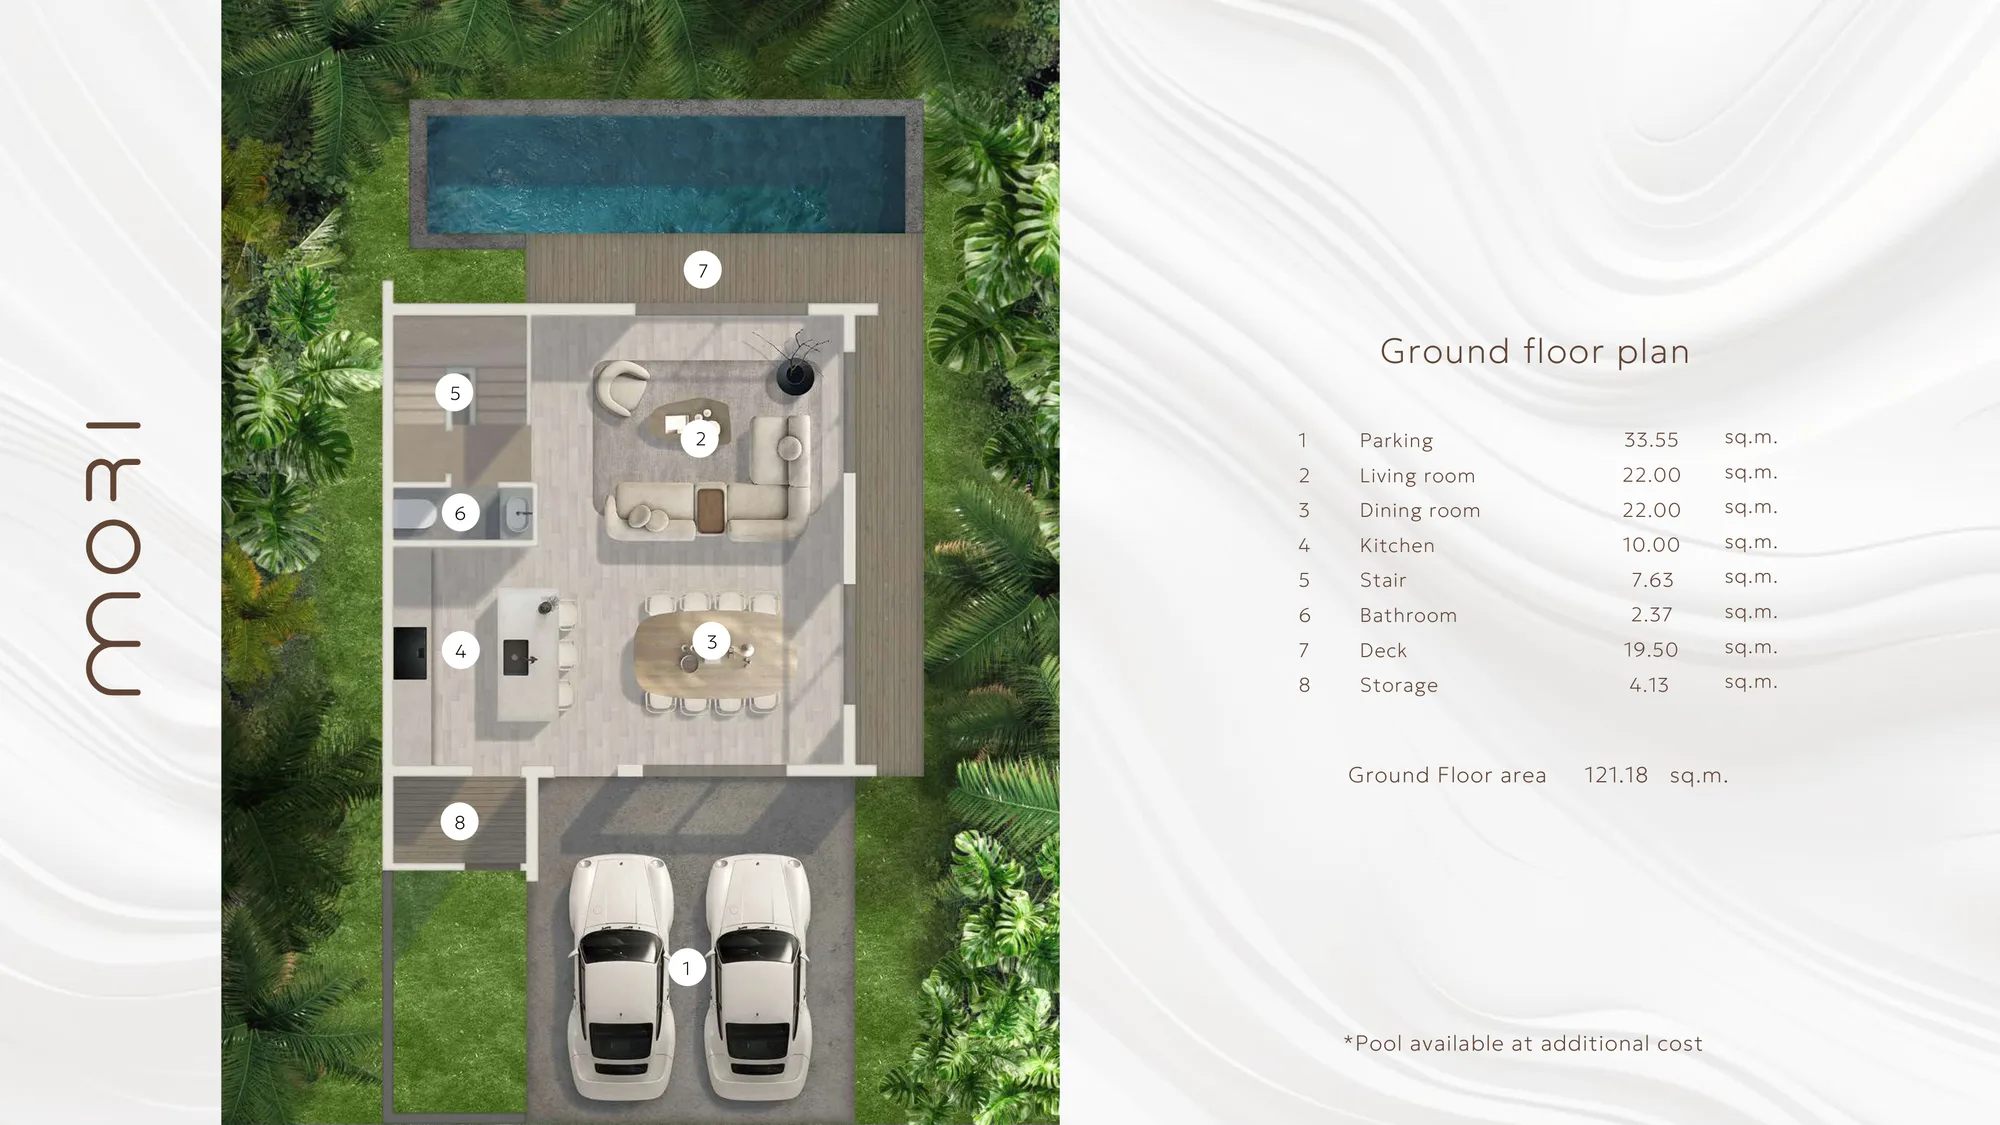 MORI
7
5
2
6
3
4
8
1
Ground floor plan
1 Parking 33.55 sq.m.
2 Living room 22.00 sq.m.
3 Dining room 22.00 sq.m.
4 Kitchen 10.00 sq.m.
5 Stair 7.63 sq.m.
6 Bathroom 2.37 sq.m.
7 Deck 19.50 sq.m.
8 Storage 4.13 sq.m.
Ground Floor area 121.18 sq.m.
*Pool available at additional cost